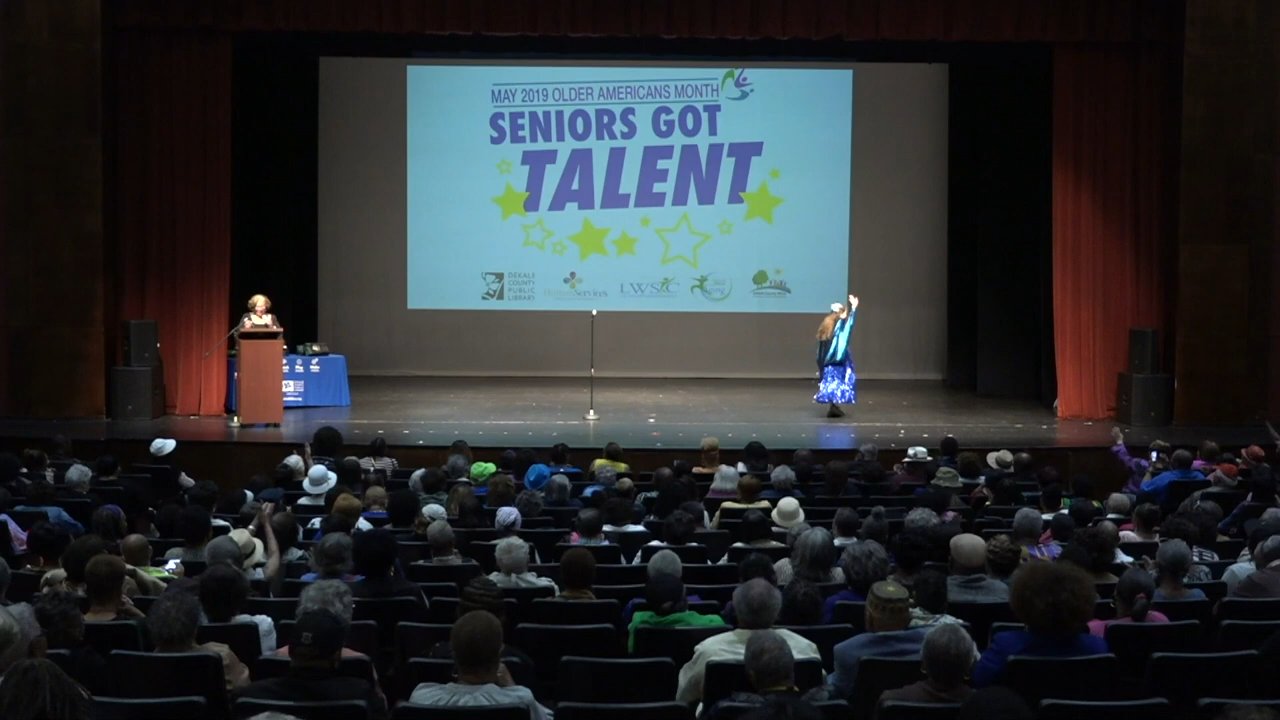 MAY 2019 OLDER AMERICANS MONTH
SENIORS GOT
TALENT
DEKALB
COUNTY
PUBLIC
LIBRARY
LWSC